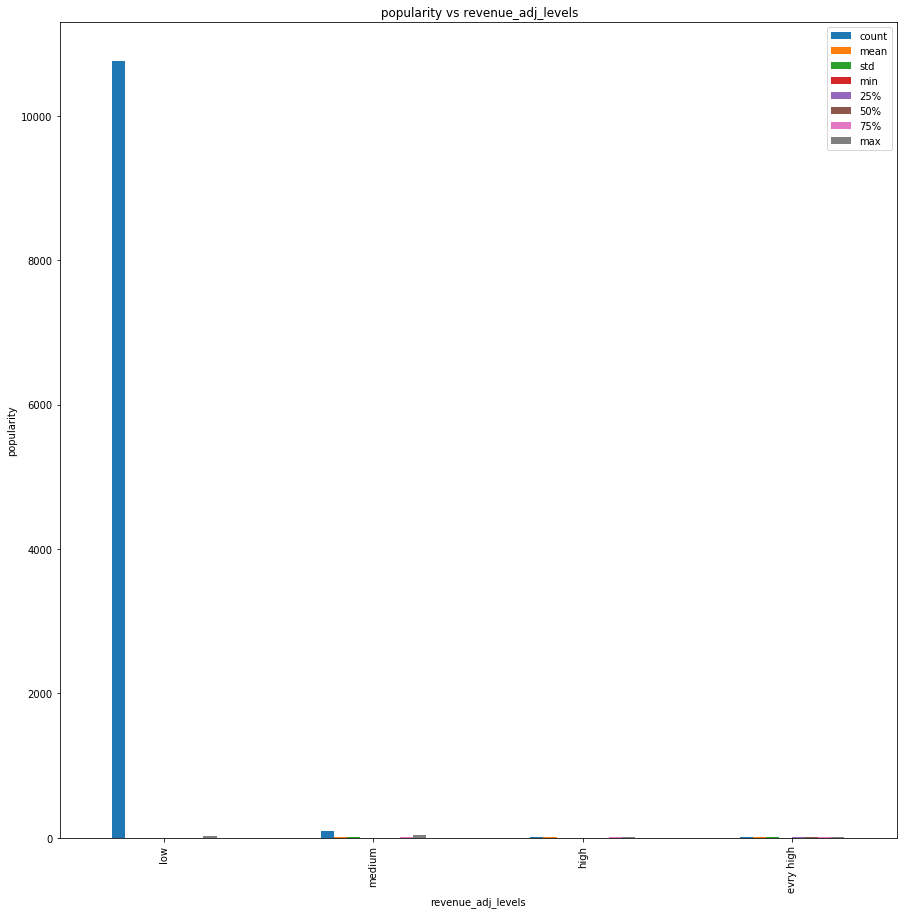 popularity vs revenue_adj_levels
count
mean
std
min
25%
50%
75%
max
10000
8000
6000
4000
2000
0
popularity
low
medium
high
evry high
revenue_adj_levels